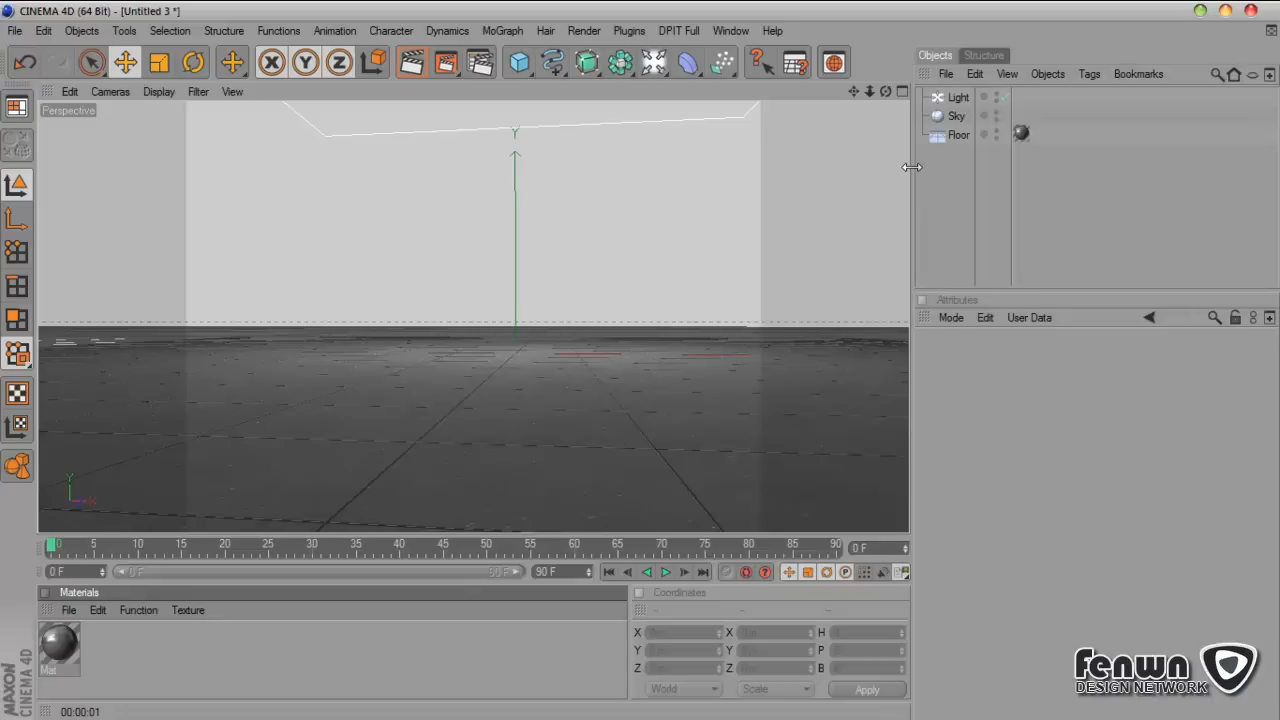 CINEMA 4D (64 Bit) - [Untitled 3 *]
File Edit Tools Objects Selection Structure Functions Animation Character Dynamics MoGraph Hair Render Plugins DPIT Full Window Help
X Y Z
Objects Structure
File Edit View Objects Tags Bookmarks
Edit Cameras Display Filter View
Perspective
Light
Sky
Floor
Y
Attributes
Mode Edit User Data
Y
X
0 5 10 15 20 25 30 35 40 45 50 55 60 65 70 75 80 85 90 0 F
0 F 0 F 90 F 90 F
Materials
Coordinates
File Edit Function Texture
Mat
X X H
Y Y P
Z Z B
World Scale Apply
MAXON
CINEMA 4D
00:00:01
fenwn
DESIGN NETWORK